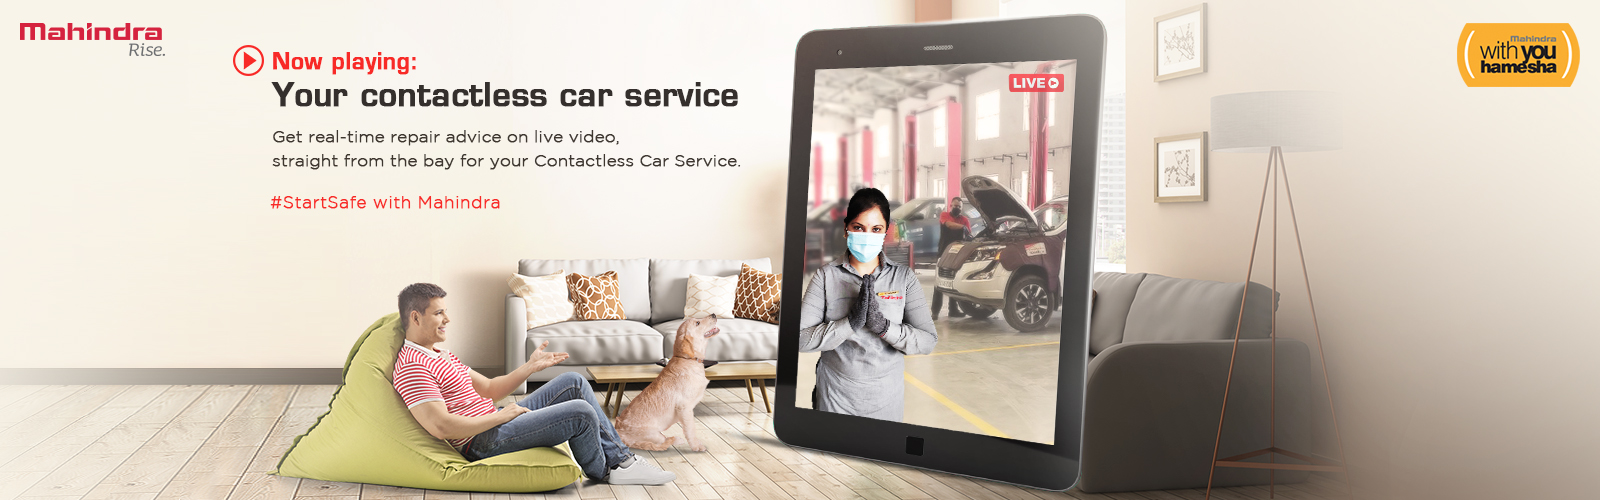 Mahindra
Rise.
Now playing:
Your contactless car service
Get real-time repair advice on live video,
straight from the bay for your Contactless Car Service.
#StartSafe with Mahindra
LIVE
Mahindra
with you
hamesha